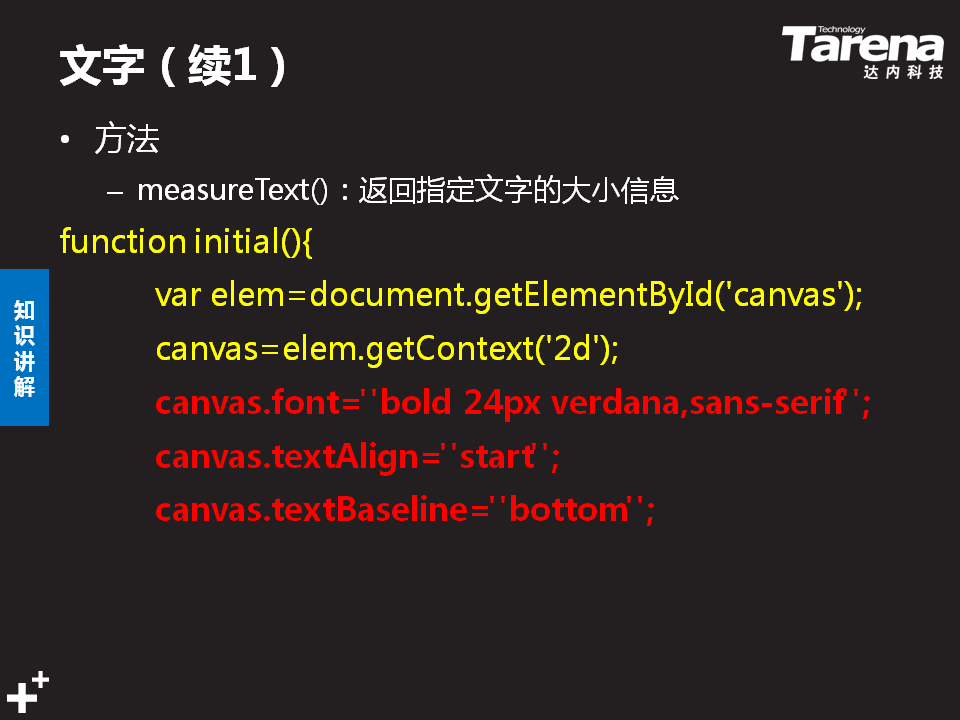 文字（续1）
Technology
Tarena
达内科技
• 方法
– measureText()：返回指定文字的大小信息
function initial(){
var elem=document.getElementById('canvas');
canvas=elem.getContext('2d');
canvas.font=''bold 24px verdana,sans-serif'';
canvas.textAlign=''start'';
canvas.textBaseline=''bottom'';
知识讲解